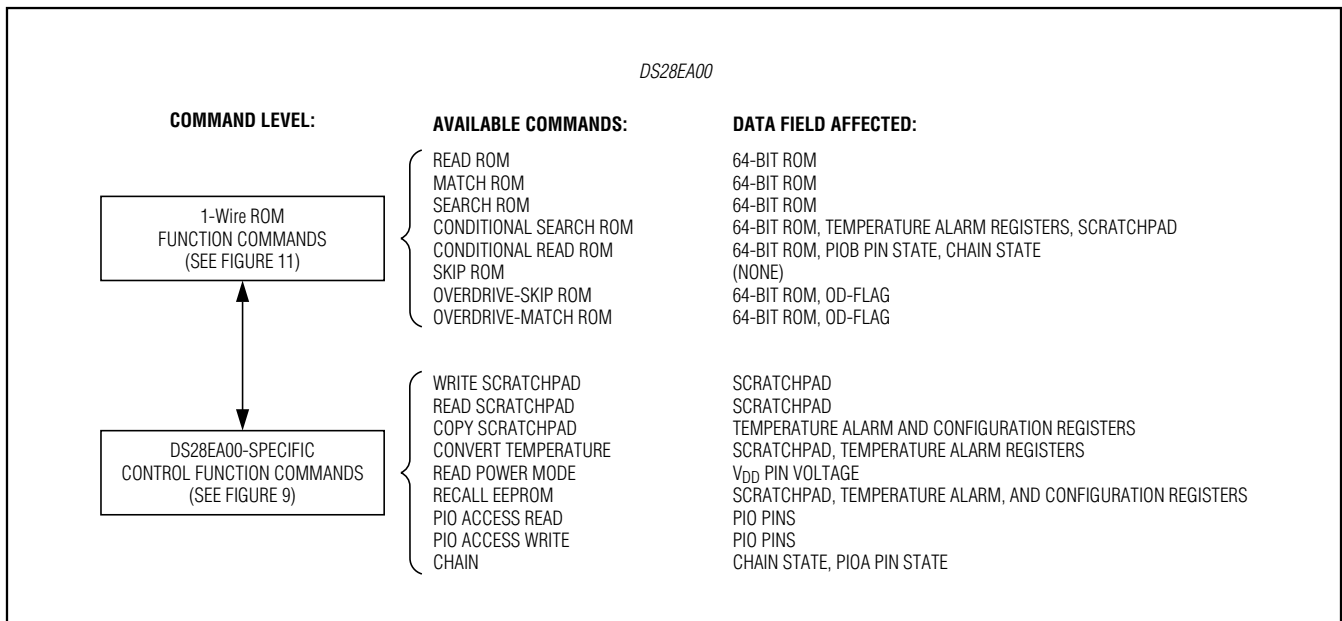 DS28EA00
COMMAND LEVEL: AVAILABLE COMMANDS: DATA FIELD AFFECTED:
1-Wire ROM
FUNCTION COMMANDS
(SEE FIGURE 11)
READ ROM 64-BIT ROM
MATCH ROM 64-BIT ROM
SEARCH ROM 64-BIT ROM
CONDITIONAL SEARCH ROM 64-BIT ROM, TEMPERATURE ALARM REGISTERS, SCRATCHPAD
CONDITIONAL READ ROM 64-BIT ROM, PIOB PIN STATE, CHAIN STATE
SKIP ROM (NONE)
OVERDRIVE-SKIP ROM 64-BIT ROM, OD-FLAG
OVERDRIVE-MATCH ROM 64-BIT ROM, OD-FLAG
DS28EA00-SPECIFIC
CONTROL FUNCTION COMMANDS
(SEE FIGURE 9)
WRITE SCRATCHPAD SCRATCHPAD
READ SCRATCHPAD SCRATCHPAD
COPY SCRATCHPAD TEMPERATURE ALARM AND CONFIGURATION REGISTERS
CONVERT TEMPERATURE SCRATCHPAD, TEMPERATURE ALARM REGISTERS
READ POWER MODE VDD PIN VOLTAGE
RECALL EEPROM SCRATCHPAD, TEMPERATURE ALARM, AND CONFIGURATION REGISTERS
PIO ACCESS READ PIO PINS
PIO ACCESS WRITE PIO PINS
CHAIN CHAIN STATE, PIOA PIN STATE